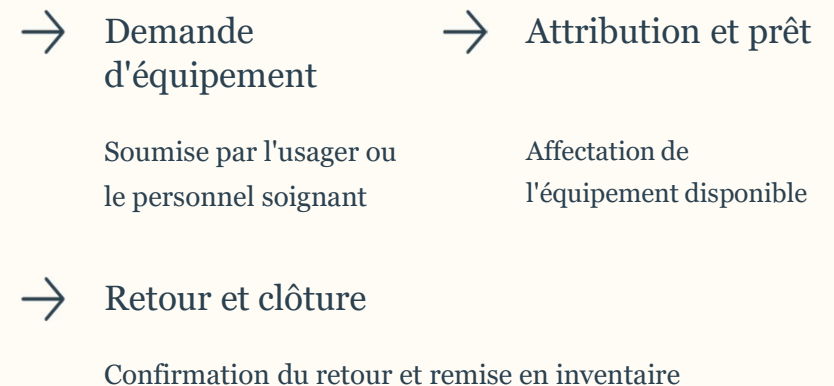 Demande
d'équipement
Soumise par l'usager ou
le personnel soignant
Attribution et prêt
Affectation de
l'équipement disponible
Retour et clôture
Confirmation du retour et remise en inventaire